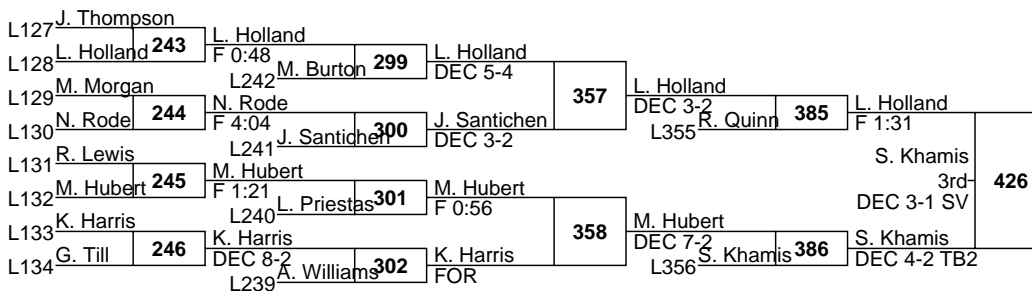 L127 J. Thompson
243
L. Holland
F 0:48
L128 L. Holland
L242 M. Burton
299
L. Holland
DEC 5-4
L129 M. Morgan
244
N. Rode
F 4:04
L130 N. Rode
L241 J. Santichen
300
J. Santichen
DEC 3-2
357
L. Holland
DEC 3-2
L355 R. Quinn
385
L. Holland
F 1:31
L131 R. Lewis
245
M. Hubert
F 1:21
L132 M. Hubert
L240 L. Priestas
301
M. Hubert
F 0:56
L133 K. Harris
246
K. Harris
DEC 8-2
L134 G. Till
L239 A. Williams
302
K. Harris
FOR
358
M. Hubert
DEC 7-2
L356 S. Khamis
386
S. Khamis
DEC 4-2 TB2
S. Khamis
3rd
DEC 3-1 SV
426